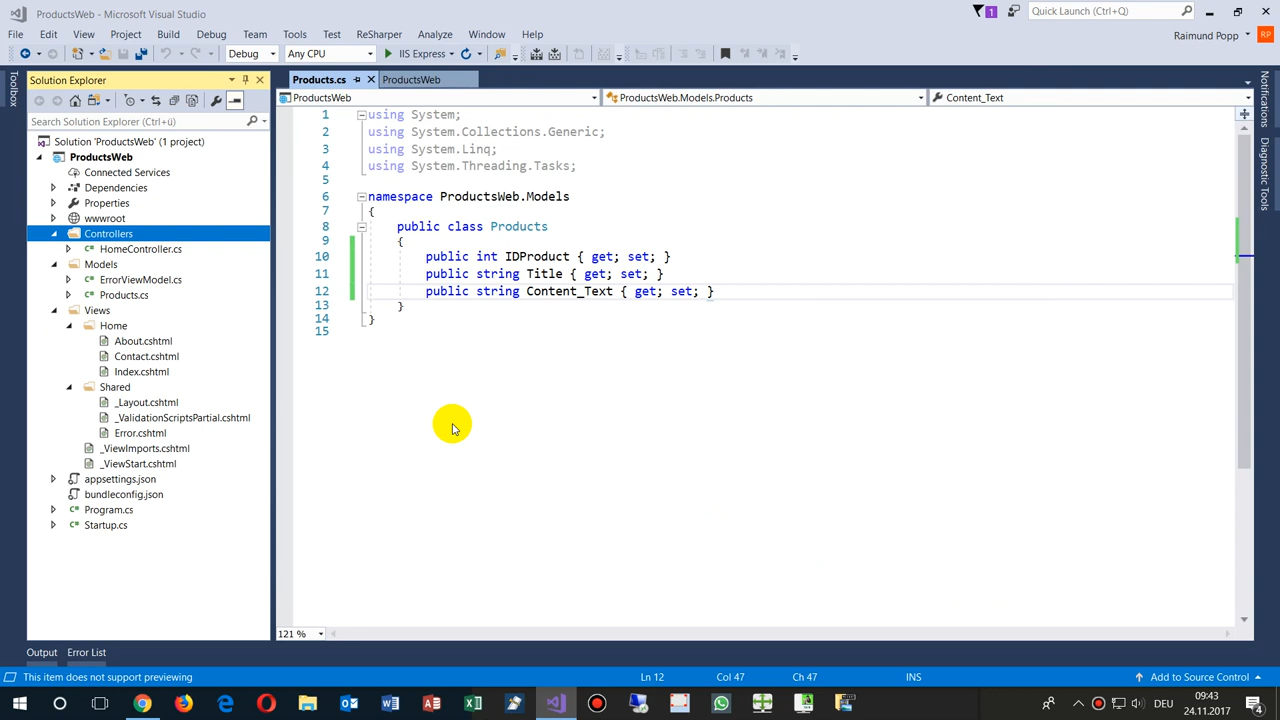 ProductsWeb - Microsoft Visual Studio
1
Quick Launch (Ctrl+Q)
File Edit View Project Build Debug Team Tools Test ReSharper Analyze Window Help
Raimund Popp RP
Debug Any CPU IIS Express
Toolbox
Solution Explorer
Products.cs ProductsWeb
ProductsWeb ProductsWeb.Models.Products Content_Text
Search Solution Explorer (Ctrl+ü)
Solution 'ProductsWeb' (1 project)
ProductsWeb
Connected Services
Dependencies
Properties
wwwroot
Controllers
HomeController.cs
Models
ErrorViewModel.cs
Products.cs
Views
Home
About.cshtml
Contact.cshtml
Index.cshtml
Shared
_Layout.cshtml
_ValidationScriptsPartial.cshtml
Error.cshtml
_ViewImports.cshtml
_ViewStart.cshtml
appsettings.json
bundleconfig.json
Program.cs
Startup.cs
1 using System;
2 using System.Collections.Generic;
3 using System.Linq;
4 using System.Threading.Tasks;
5
6 namespace ProductsWeb.Models
7 {
8 public class Products
9 {
10 public int IDProduct { get; set; }
11 public string Title { get; set; }
12 public string Content_Text { get; set; }
13 }
14 }
15
Notifications
Diagnostic Tools
121 %
Output Error List
This item does not support previewing Ln 12 Col 47 Ch 47 INS Add to Source Control
DEU 09:43
24.11.2017 4